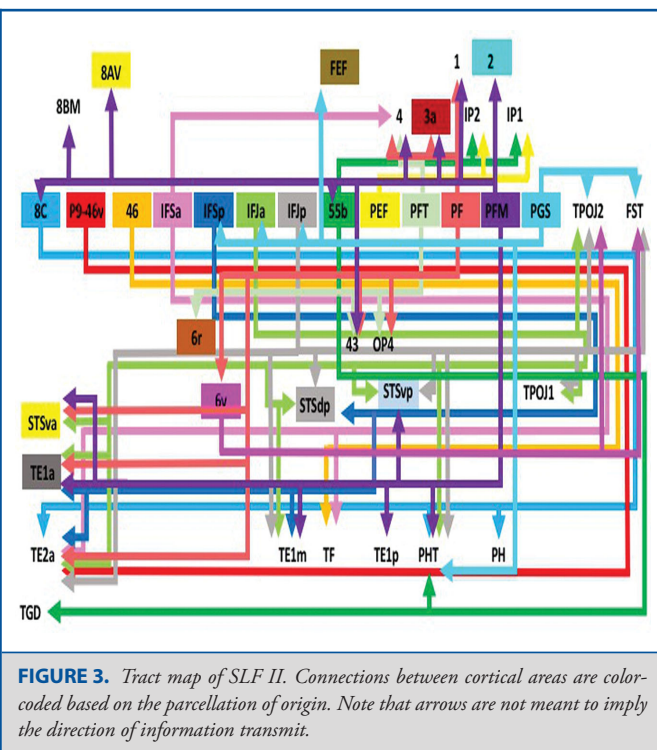 1 2
8AV FEF
8BM 4 3a IP2 IP1
8C P9-46v 46 IFSa IFSp IFJa IFJp 55b PEF PFT PF PFM PGS TPOJ2 FST
6r 43 OP4
6v STSdp STSvp TPOJ1
STSva
TE1a
TE2a TE1m TF TE1p PHT PH
TGD
FIGURE 3. Tract map of SLF II. Connections between cortical areas are color-
coded based on the parcellation of origin. Note that arrows are not meant to imply
the direction of information transmit.